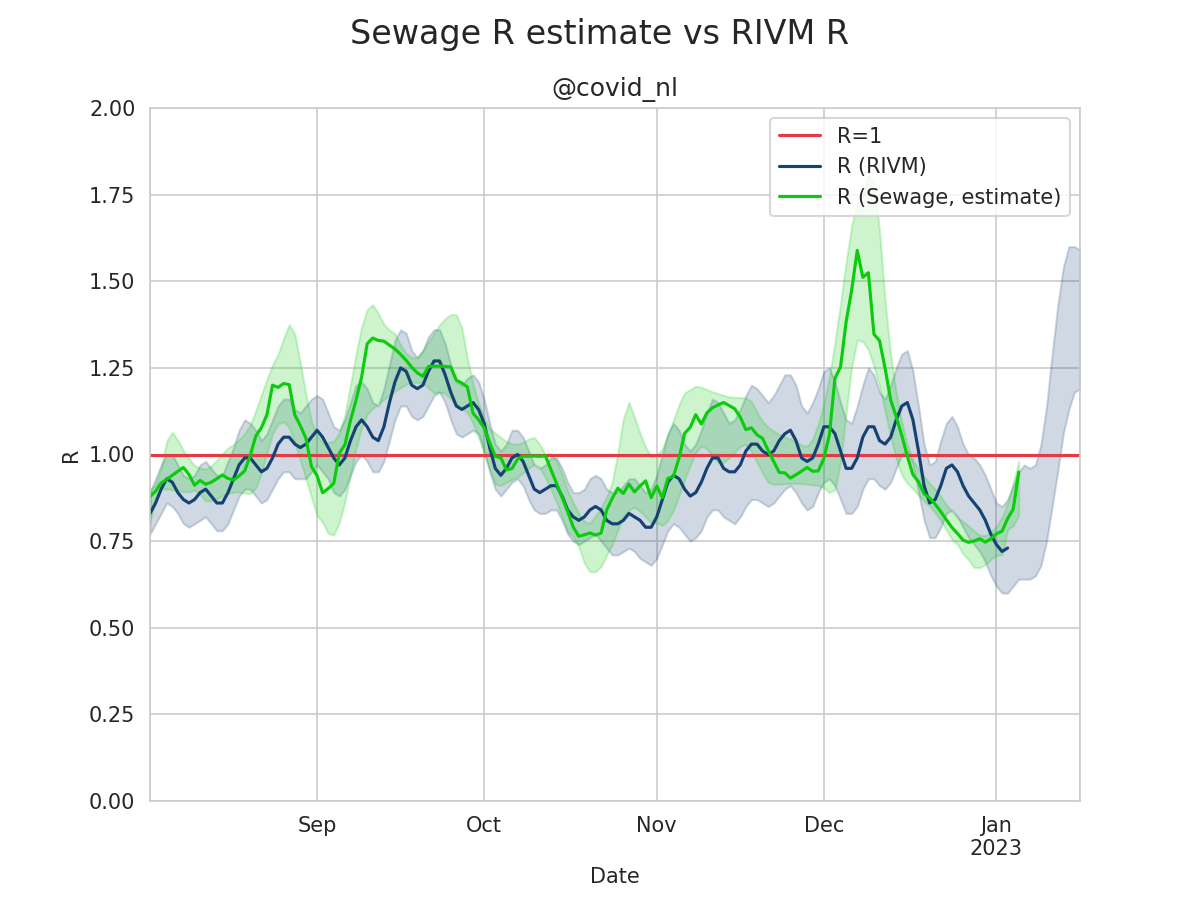 Sewage R estimate vs RIVM R
@covid_nl
R=1
R (RIVM)
R (Sewage, estimate)
2.00
1.75
1.50
1.25
1.00
0.75
0.50
0.25
0.00
R
Sep
Oct
Nov
Dec
Jan
2023
Date